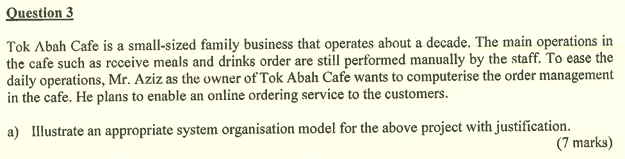 Question 3
Tok Abah Cafe is a small-sized family business that operates about a decade. The main operations in
the cafe such as receive meals and drinks order are still performed manually by the staff. To ease the
daily operations, Mr. Aziz as the owner of Tok Abah Cafe wants to computerise the order management
in the cafe. He plans to enable an online ordering service to the customers.
a) Illustrate an appropriate system organisation model for the above project with justification.
(7 marks)